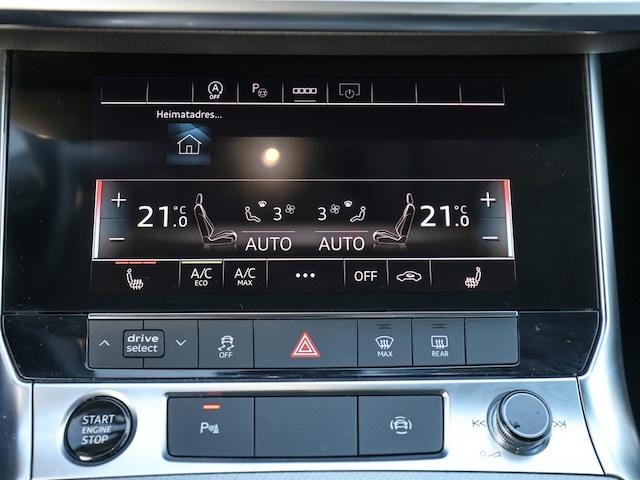 A OFF P
Heimatadres...
+ 21.0 °C 3 3 21.0 °C +
− AUTO AUTO −
A/C ECO A/C MAX ••• OFF
drive select OFF MAX REAR
START ENGINE STOP P